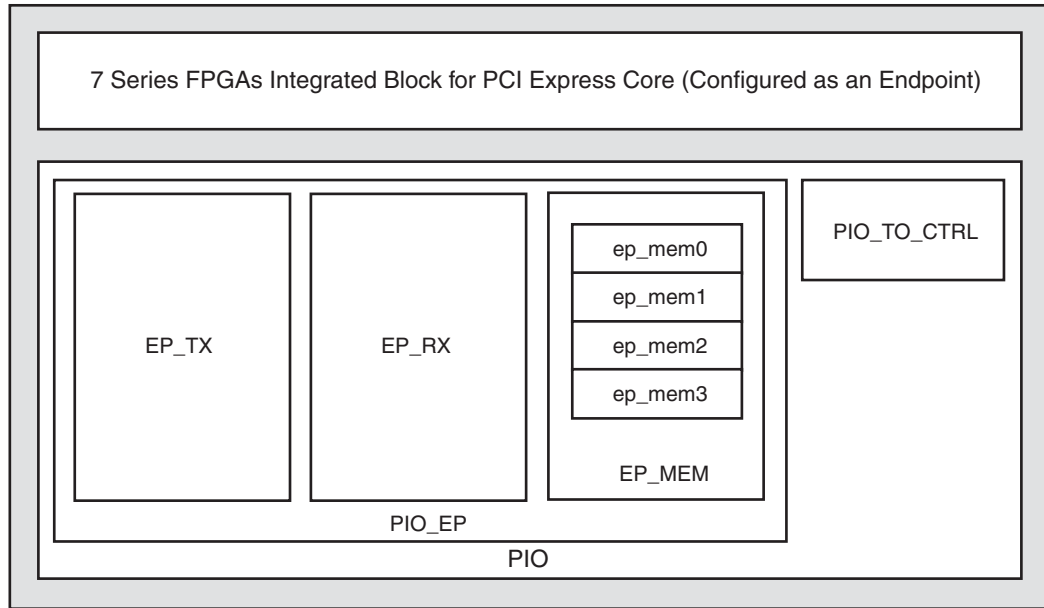 7 Series FPGAs Integrated Block for PCI Express Core (Configured as an Endpoint)
PIO_TO_CTRL
ep_mem0
ep_mem1
EP_TX
EP_RX
ep_mem2
ep_mem3
EP_MEM
PIO_EP
PIO